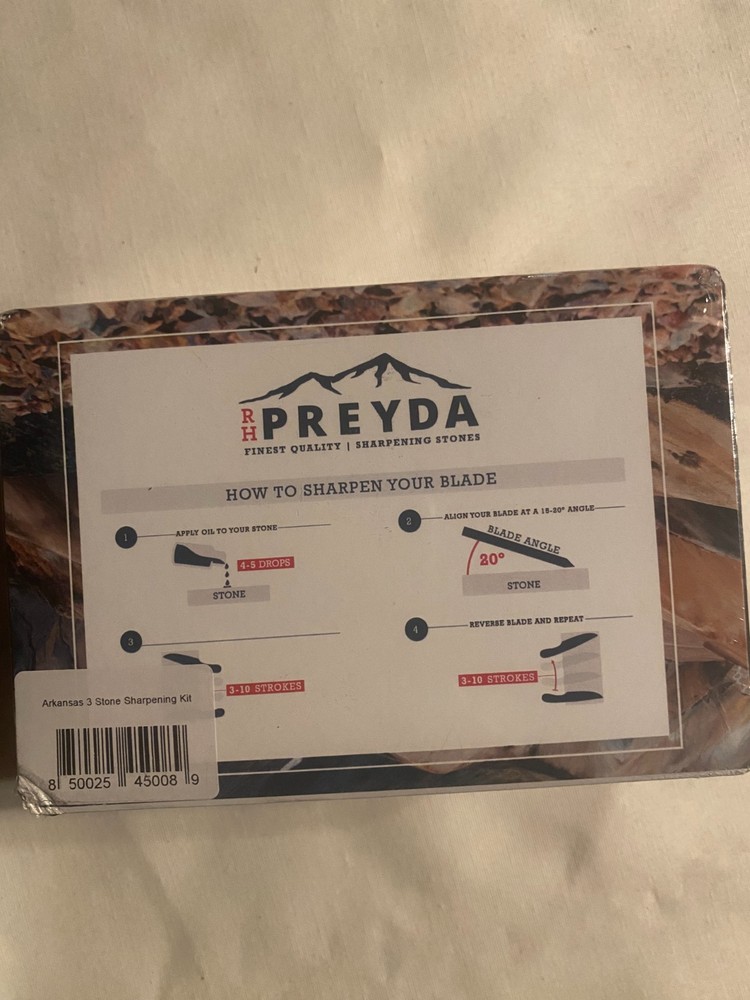 RH PREYDA
FINEST QUALITY | SHARPENING STONES
HOW TO SHARPEN YOUR BLADE
1 APPLY OIL TO YOUR STONE
4-5 DROPS
STONE
2 ALIGN YOUR BLADE AT A 15-20° ANGLE
BLADE ANGLE
20°
STONE
3
3-10 STROKES
4 REVERSE BLADE AND REPEAT
3-10 STROKES
Arkansas 3 Stone Sharpening Kit
8 50025 45008 9